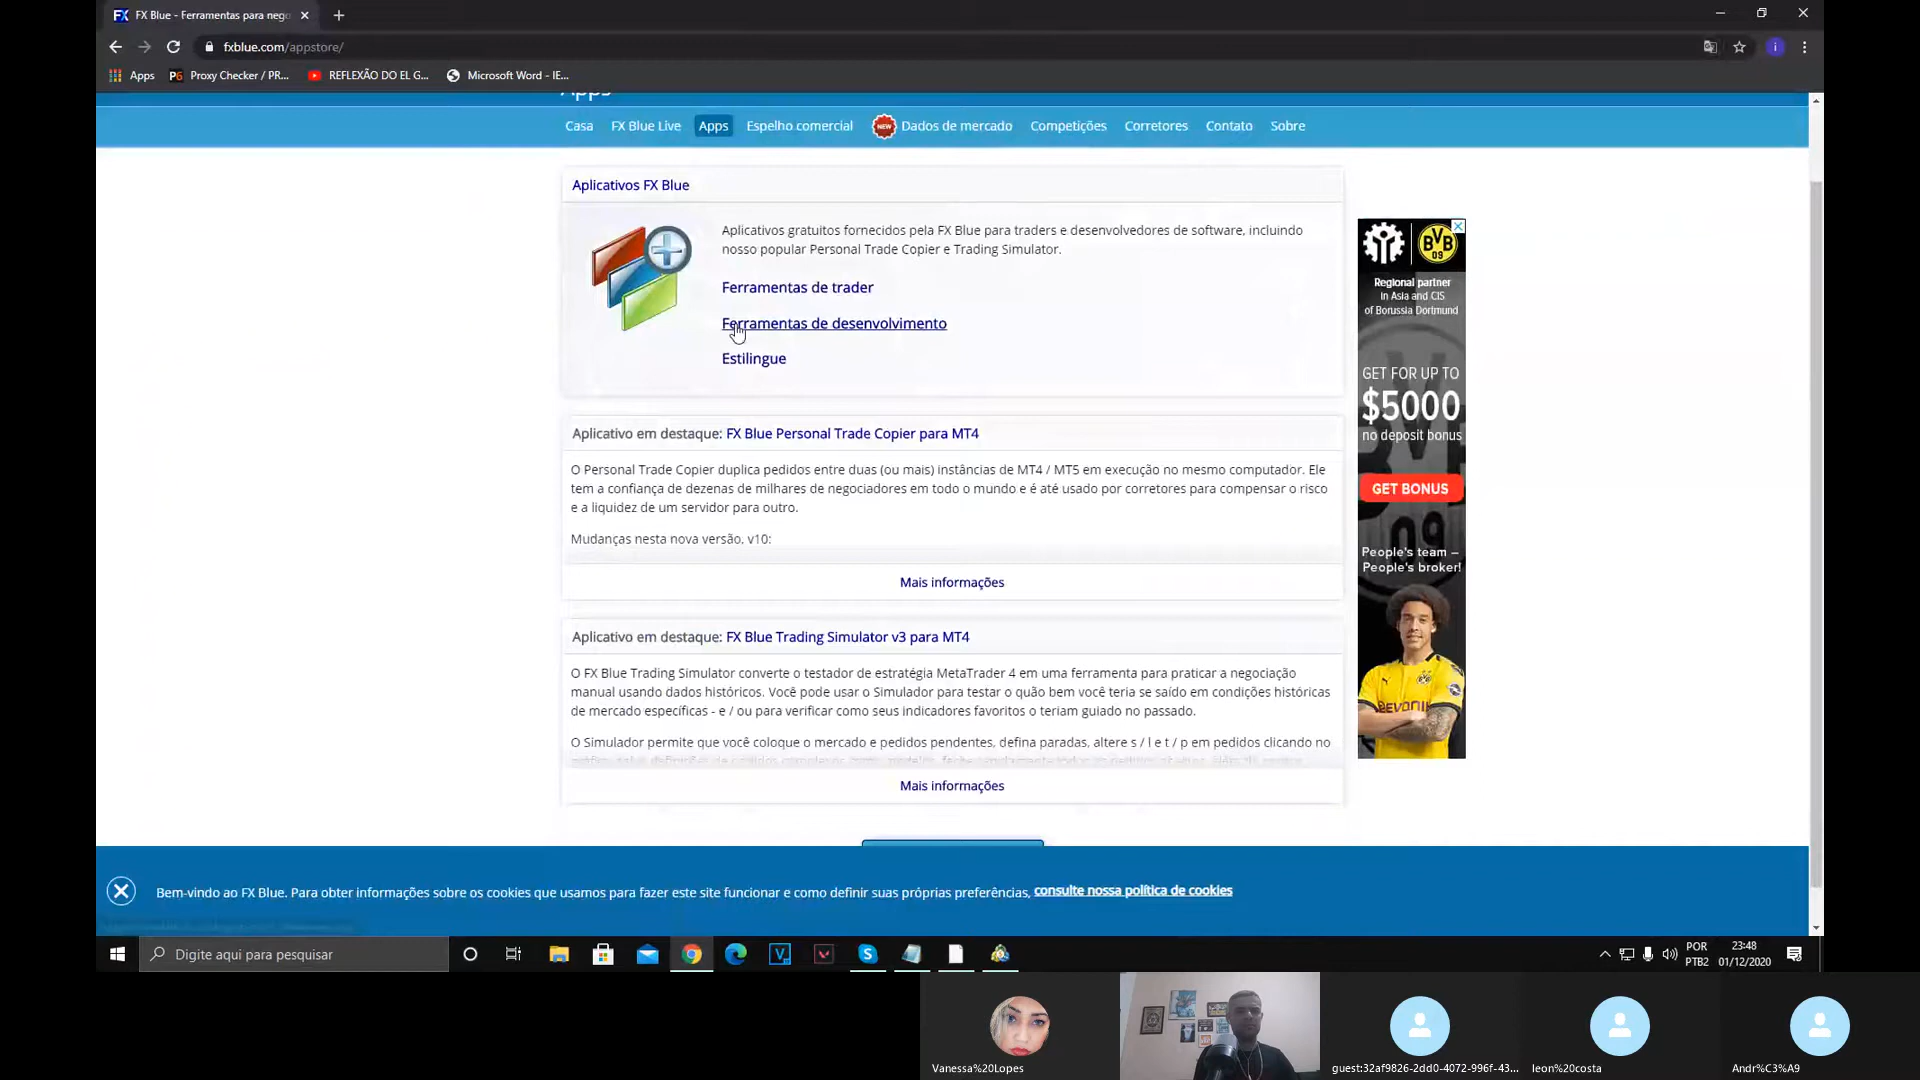 FX Blue - Ferramentas para nego
fxblue.com/appstore/
Apps
Proxy Checker / PR...
REFLEXÃO DO EL G...
Microsoft Word - IE...
Apps
Casa
FX Blue Live
Apps
Espelho comercial
NEW
Dados de mercado
Competições
Corretores
Contato
Sobre
Aplicativos FX Blue
Aplicativos gratuitos fornecidos pela FX Blue para traders e desenvolvedores de software, incluindo
nosso popular Personal Trade Copier e Trading Simulator.
Ferramentas de trader
Ferramentas de desenvolvimento
Estilingue
Aplicativo em destaque: FX Blue Personal Trade Copier para MT4
O Personal Trade Copier duplica pedidos entre duas (ou mais) instâncias de MT4 / MT5 em execução no mesmo computador. Ele
tem a confiança de dezenas de milhares de negociadores em todo o mundo e é até usado por corretores para compensar o risco
e a liquidez de um servidor para outro.
Mudanças nesta nova versão, v10:
Mais informações
Aplicativo em destaque: FX Blue Trading Simulator v3 para MT4
O FX Blue Trading Simulator converte o testador de estratégia MetaTrader 4 em uma ferramenta para praticar a negociação
manual usando dados históricos. Você pode usar o Simulador para testar o quão bem você teria se saído em condições históricas
de mercado específicas - e / ou para verificar como seus indicadores favoritos o teriam guiado no passado.
O Simulador permite que você coloque o mercado e pedidos pendentes, defina paradas, altere s / l e t / p em pedidos clicando no
Mais informações
BVB
09
Regional partner
in Asia and CIS
of Borussia Dortmund
GET FOR UP TO
$5000
no deposit bonus
GET BONUS
People's team –
People's broker!
Bem-vindo ao FX Blue. Para obter informações sobre os cookies que usamos para fazer este site funcionar e como definir suas próprias preferências, consulte nossa política de cookies
Digite aqui para pesquisar
POR
PTB2
23:48
01/12/2020
Vanessa%20Lopes
guest:32af9826-2dd0-4072-996f-43...
leon%20costa
Andr%C3%A9